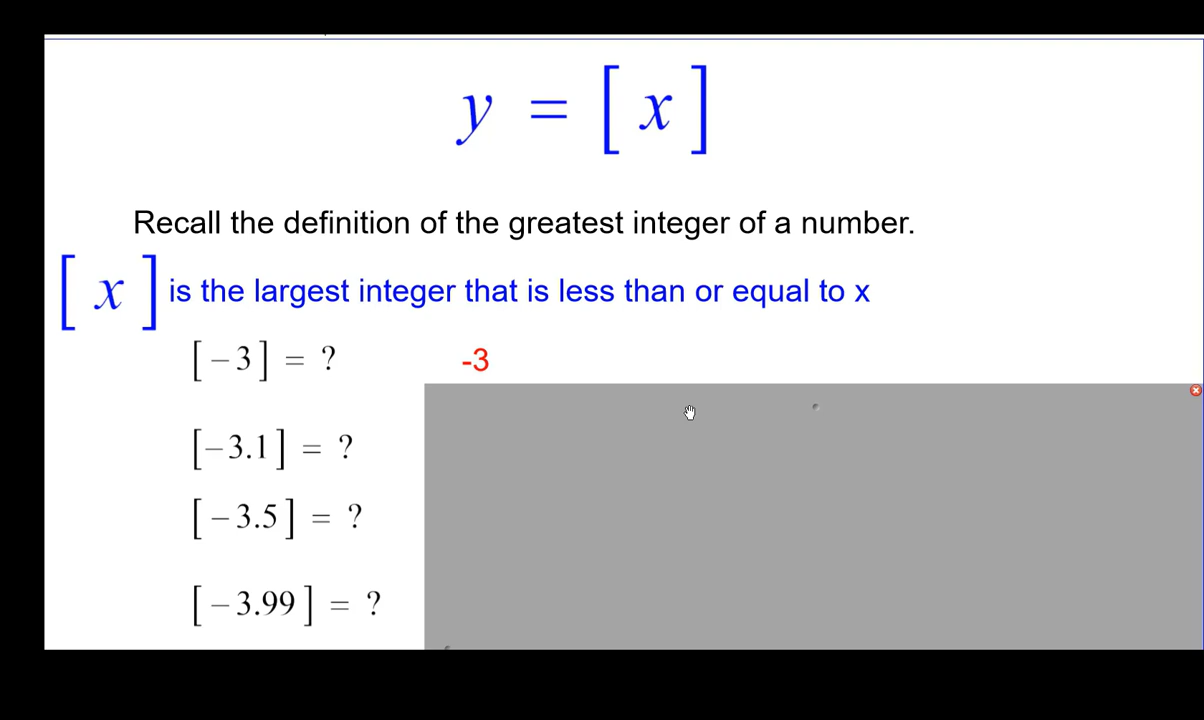 y = [ x ]
Recall the definition of the greatest integer of a number.
[ x ] is the largest integer that is less than or equal to x
[ −3 ] = ? -3
[ −3.1 ] = ?
[ −3.5 ] = ?
[ −3.99 ] = ?